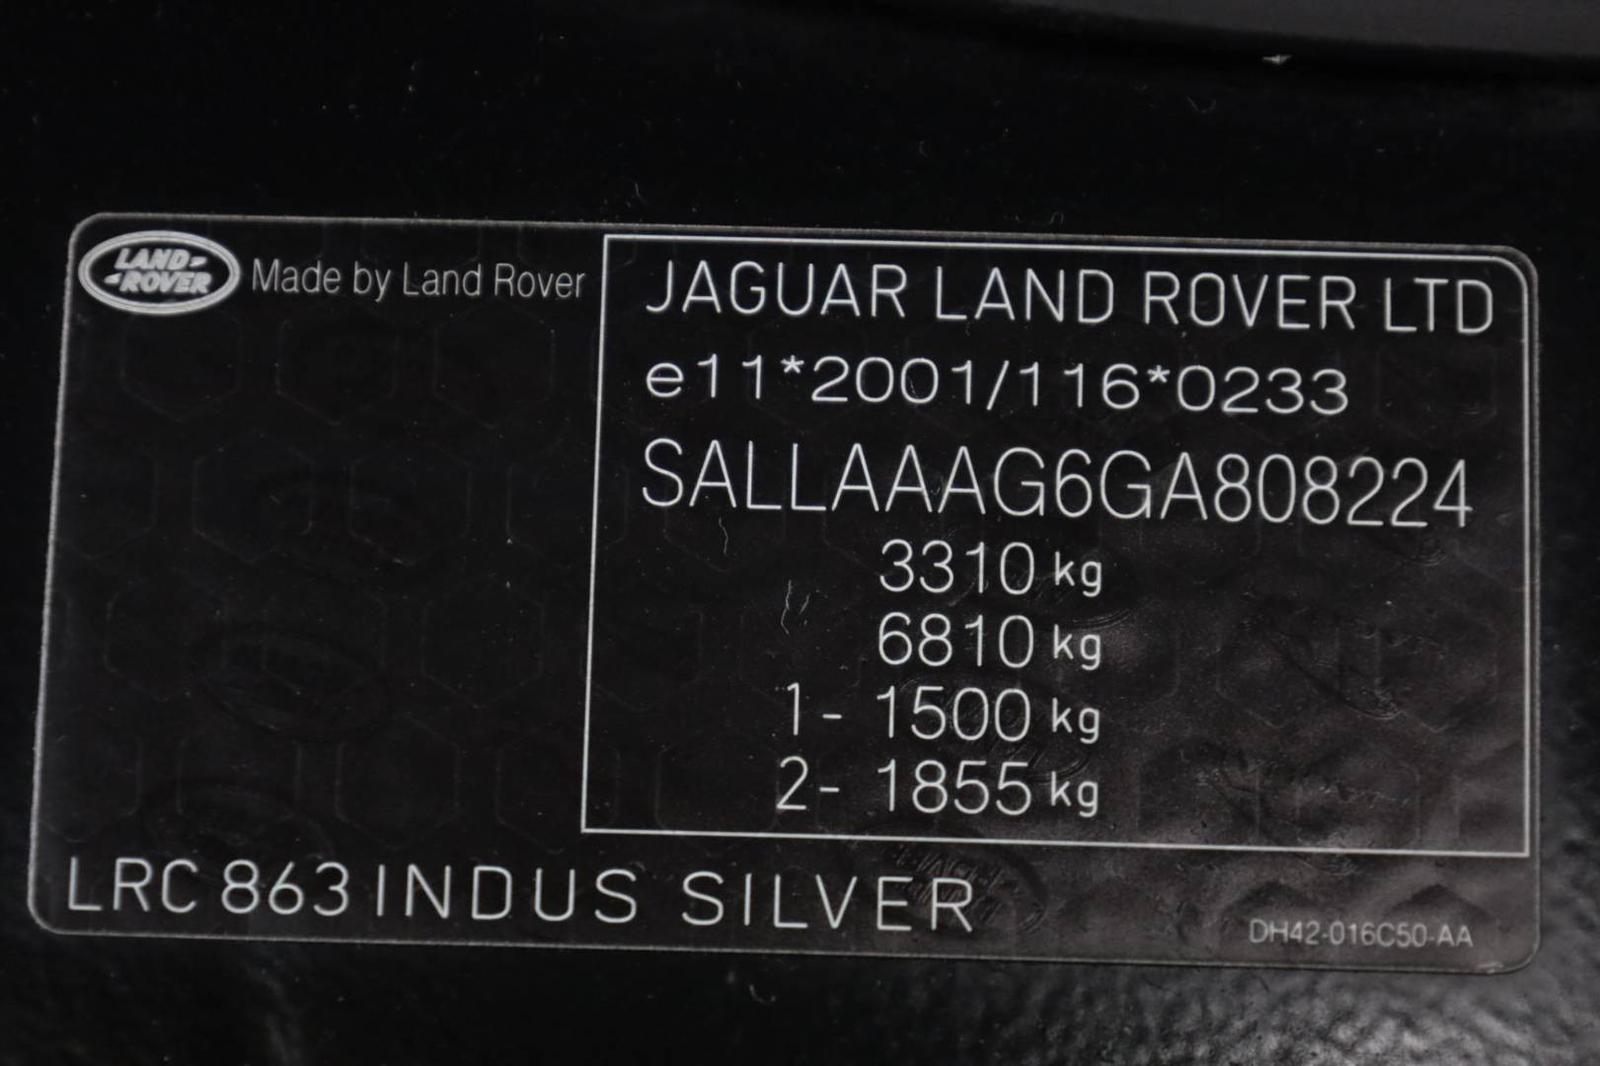 LAND-
-ROVER
Made by Land Rover
JAGUAR LAND ROVER LTD
e11*2001/116*0233
SALLAAAG6GA808224
3310 kg
6810 kg
1- 1500 kg
2- 1855 kg
LRC 863 INDUS SILVER
DH42-016C50-AA